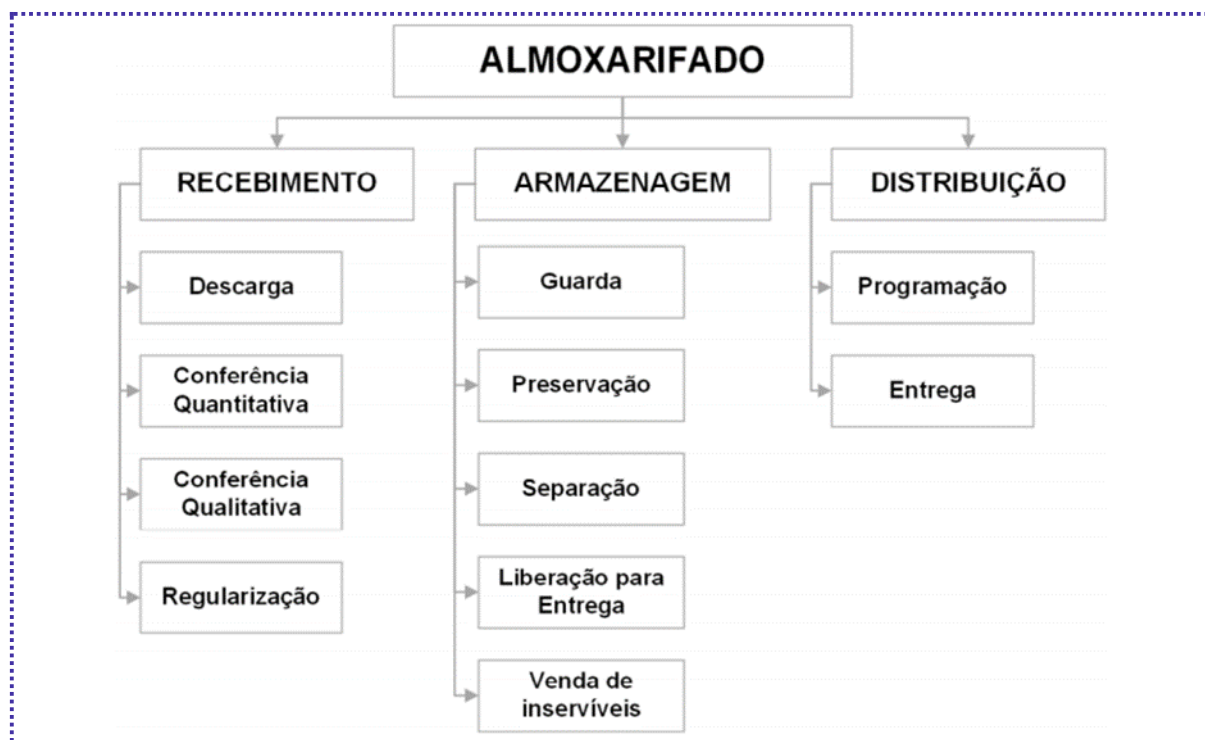 ALMOXARIFADO
RECEBIMENTO
Descarga
Conferência
Quantitativa
Conferência
Qualitativa
Regularização
ARMAZENAGEM
Guarda
Preservação
Separação
Liberação para
Entrega
Venda de
inservíveis
DISTRIBUIÇÃO
Programação
Entrega